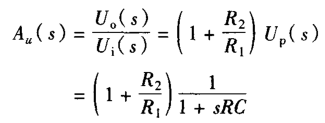 A_u(s) = U_o(s)/U_i(s) = (1 + R_2/R_1) U_p(s)
= (1 + R_2/R_1) 1/(1 + sRC)